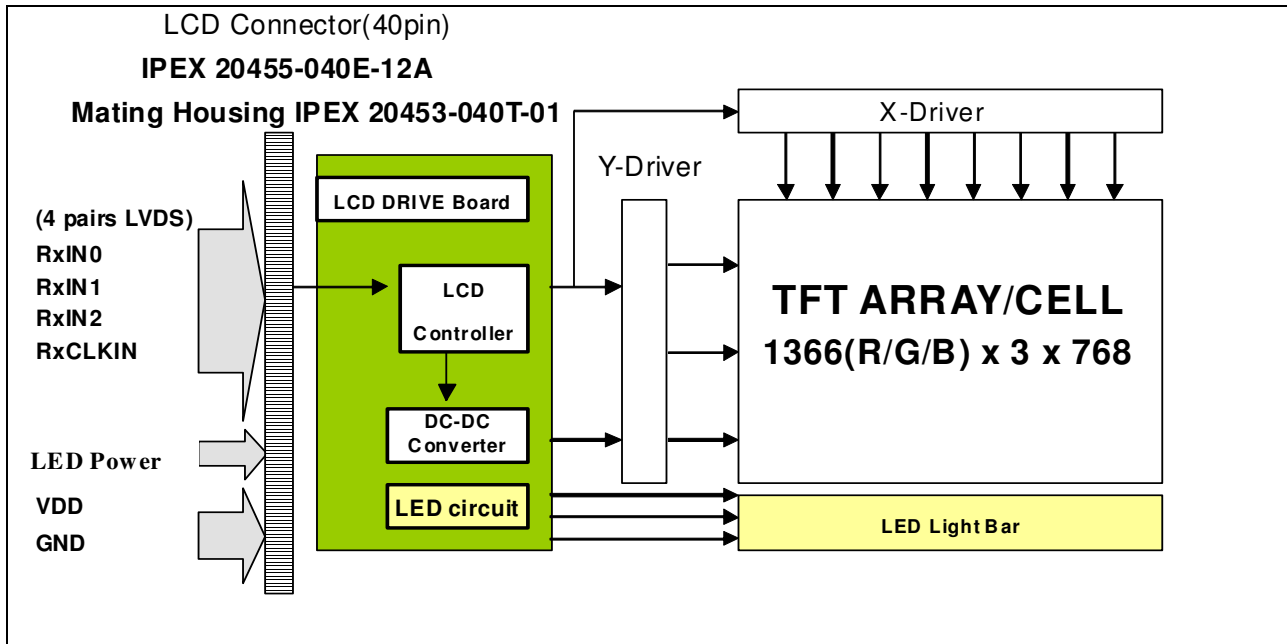 LCD Connector(40pin)
IPEX 20455-040E-12A
Mating Housing IPEX 20453-040T-01
X-Driver
Y-Driver
LCD DRIVE Board
(4 pairs LVDS)
RxIN0
RxIN1
RxIN2
RxCLKIN
LCD
Controller
TFT ARRAY/CELL
1366(R/G/B) x 3 x 768
DC-DC
Converter
LED Power
VDD
GND
LED circuit
LED Light Bar